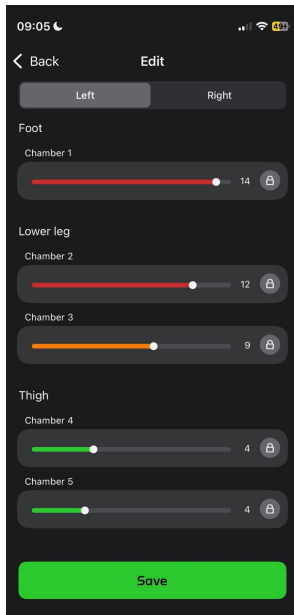 09:05
49
Back
Edit
Left
Right
Foot
Chamber 1
14
Lower leg
Chamber 2
12
Chamber 3
9
Thigh
Chamber 4
4
Chamber 5
4
Save